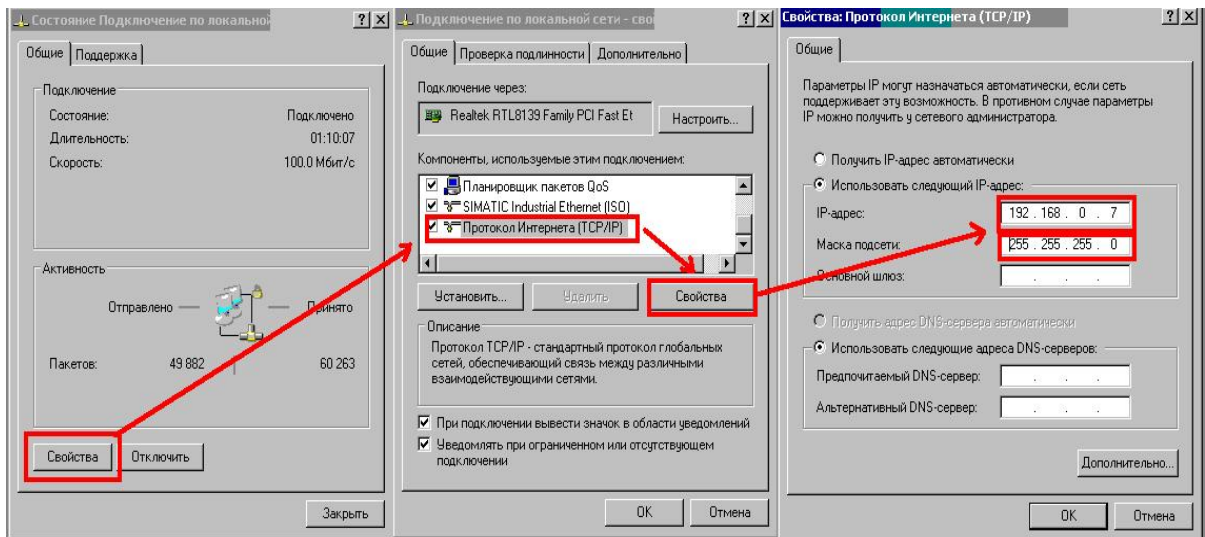 Состояние Подключение по локальной
Общие
Поддержка
Подключение
Состояние: Подключено
Длительность: 01:10:07
Скорость: 100.0 Мбит/с
Активность
Отправлено — — Принято
Пакетов: 49 882 60 263
Свойства
Отключить
Закрыть
Подключение по локальной сети - сво
Общие
Проверка подлинности
Дополнительно
Подключение через:
Realtek RTL8139 Family PCI Fast Et
Настроить...
Компоненты, используемые этим подключением:
Планировщик пакетов QoS
SIMATIC Industrial Ethernet (ISO)
Протокол Интернета (TCP/IP)
Установить...
Удалить
Свойства
Описание
Протокол TCP/IP - стандартный протокол глобальных
сетей, обеспечивающий связь между различными
взаимодействующими сетями.
При подключении вывести значок в области уведомлений
Уведомлять при ограниченном или отсутствующем
подключении
OK
Отмена
Свойства: Протокол Интернета (TCP/IP)
Общие
Параметры IP могут назначаться автоматически, если сеть
поддерживает эту возможность. В противном случае параметры
IP можно получить у сетевого администратора.
Получить IP-адрес автоматически
Использовать следующий IP-адрес:
IP-адрес: 192 . 168 . 0 . 7
Маска подсети: 255 . 255 . 255 . 0
Основной шлюз: . . .
Получить адрес DNS-сервера автоматически
Использовать следующие адреса DNS-серверов:
Предпочитаемый DNS-сервер: . . .
Альтернативный DNS-сервер: . . .
Дополнительно...
OK
Отмена